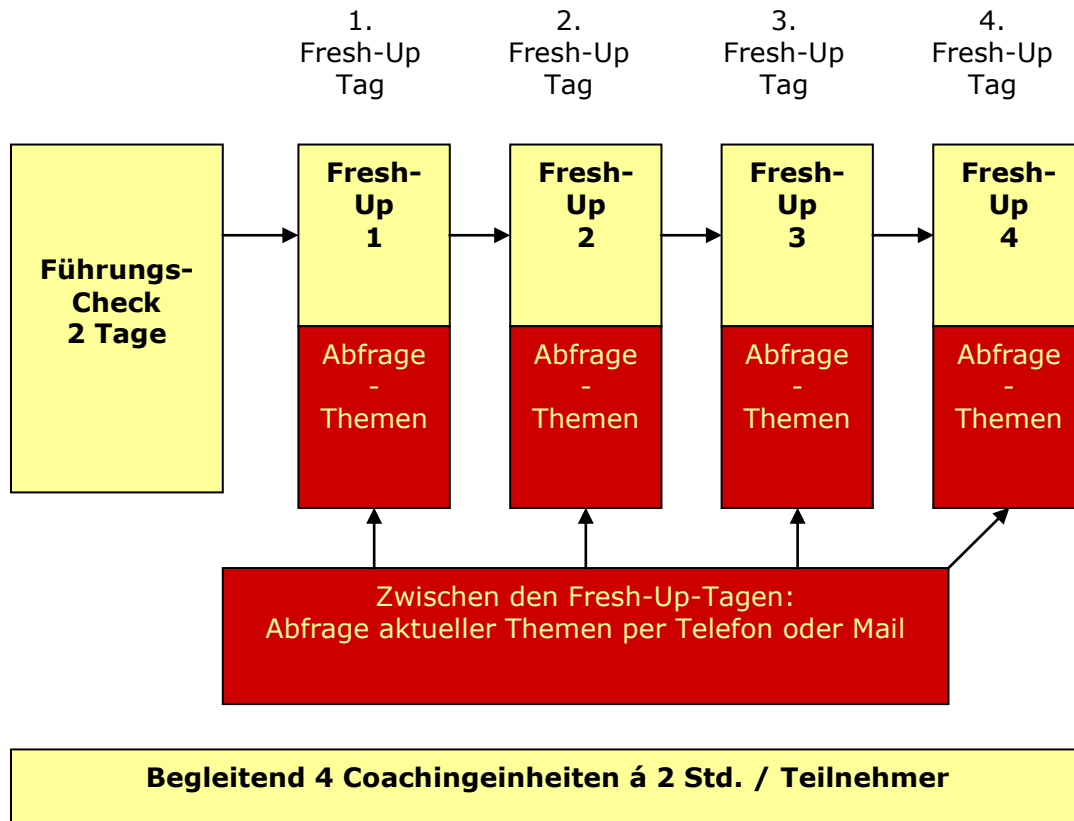 1.
Fresh-Up
Tag
2.
Fresh-Up
Tag
3.
Fresh-Up
Tag
4.
Fresh-Up
Tag
Führungs-
Check
2 Tage
Fresh-
Up
1
Abfrage
-
Themen
Fresh-
Up
2
Abfrage
-
Themen
Fresh-
Up
3
Abfrage
-
Themen
Fresh-
Up
4
Abfrage
-
Themen
Zwischen den Fresh-Up-Tagen:
Abfrage aktueller Themen per Telefon oder Mail
Begleitend 4 Coachingeinheiten á 2 Std. / Teilnehmer